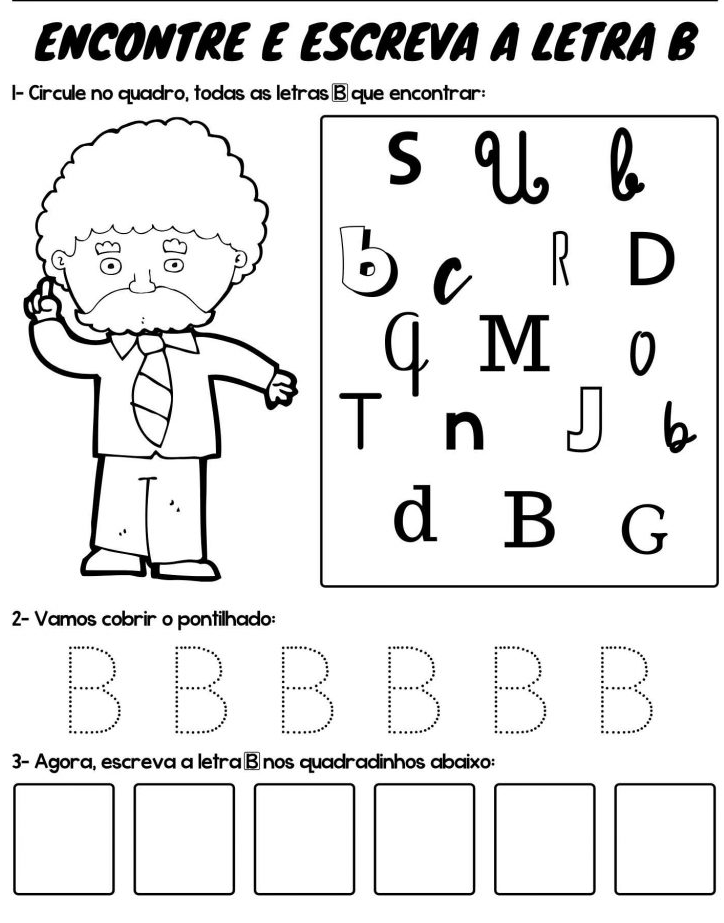 ENCONTRE E ESCREVA A LETRA B
1- Circule no quadro, todas as letras B que encontrar:
S U b
b c R D
q M o
T n J b
d B G
2- Vamos cobrir o pontilhado:
B B B B B B
3- Agora, escreva a letra B nos quadradinhos abaixo: